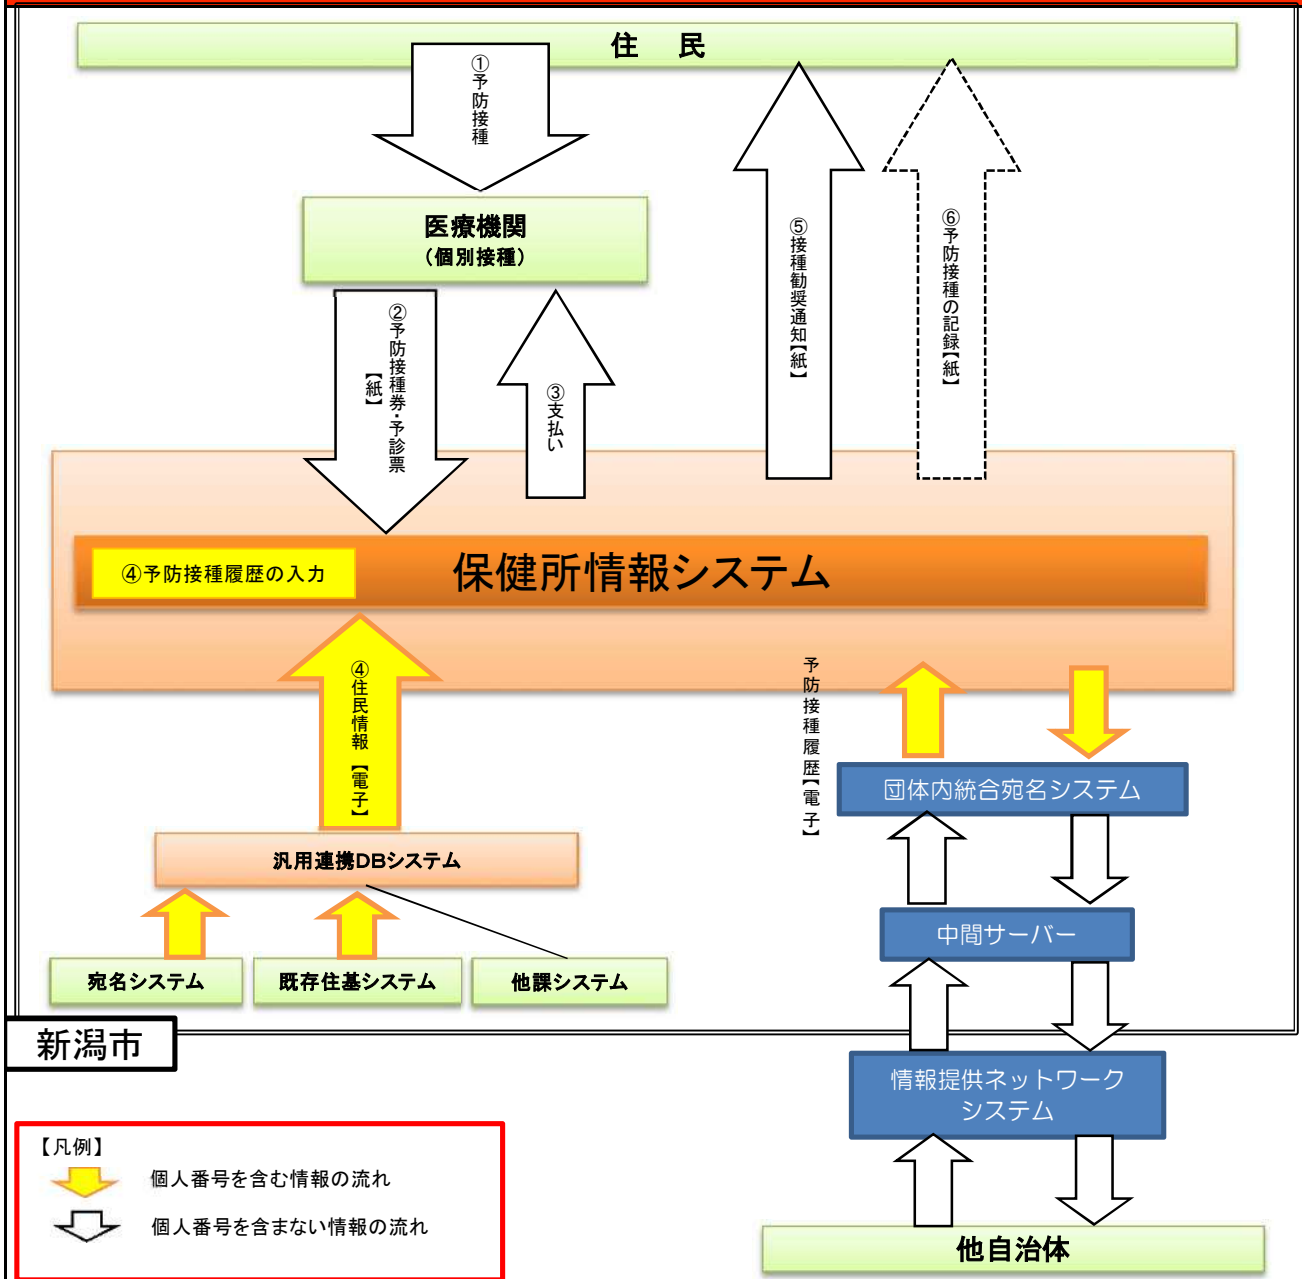 住　民
①予防接種
医療機関
（個別接種）
②予防接種券・予診票
【紙】
③支払い
⑤接種勧奨通知【紙】
⑥予防接種の記録【紙】
④予防接種履歴の入力
保健所情報システム
④住民情報【電子】
予防接種履歴【電子】
団体内統合宛名システム
汎用連携DBシステム
中間サーバー
宛名システム
既存住基システム
他課システム
新潟市
情報提供ネットワーク
システム
【凡例】
個人番号を含む情報の流れ
個人番号を含まない情報の流れ
他自治体